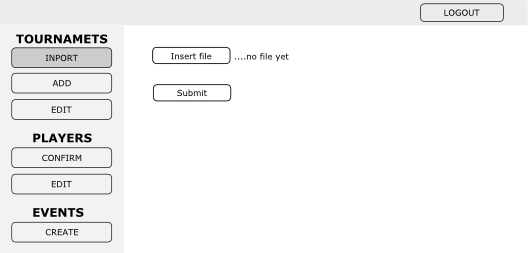 LOGOUT
TOURNAMETS
INPORT
ADD
EDIT
PLAYERS
CONFIRM
EDIT
EVENTS
CREATE
Insert file ....no file yet
Submit